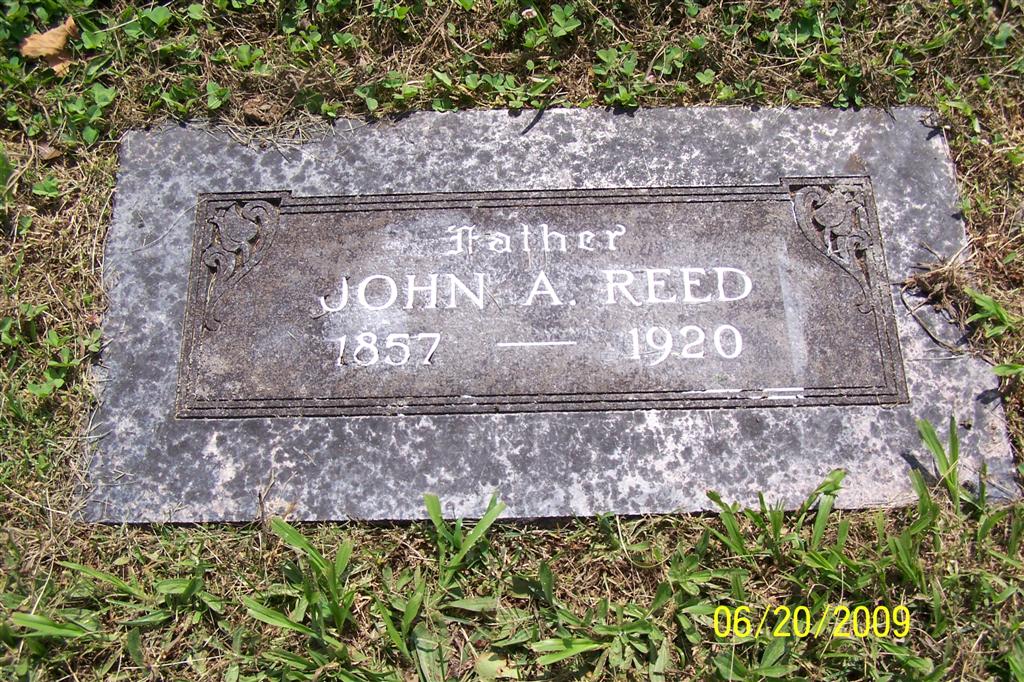 Father
JOHN A. REED
1857 — 1920
06/20/2009